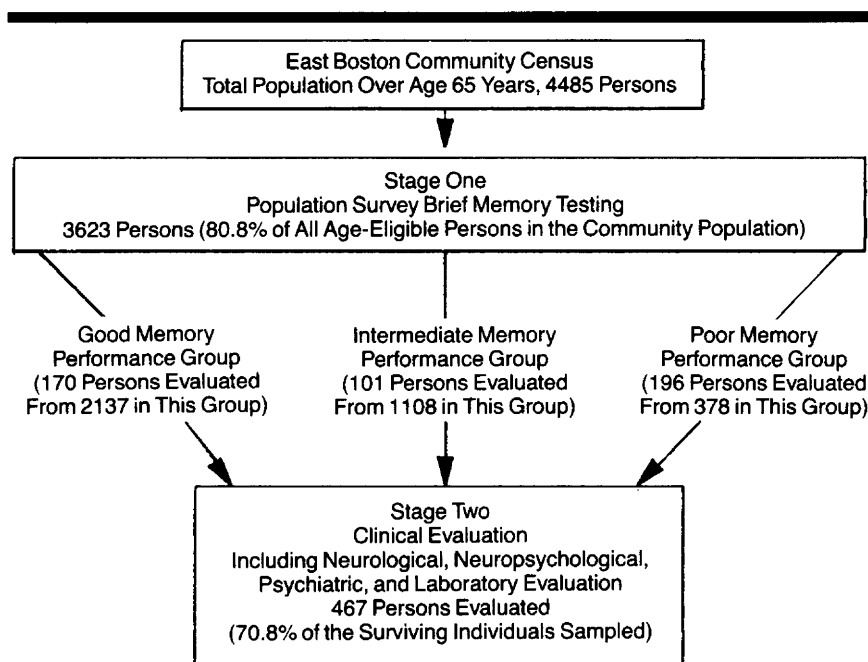 East Boston Community Census
Total Population Over Age 65 Years, 4485 Persons
Stage One
Population Survey Brief Memory Testing
3623 Persons (80.8% of All Age-Eligible Persons in the Community Population)
Good Memory
Performance Group
(170 Persons Evaluated
From 2137 in This Group)
Intermediate Memory
Performance Group
(101 Persons Evaluated
From 1108 in This Group)
Poor Memory
Performance Group
(196 Persons Evaluated
From 378 in This Group)
Stage Two
Clinical Evaluation
Including Neurological, Neuropsychological,
Psychiatric, and Laboratory Evaluation
467 Persons Evaluated
(70.8% of the Surviving Individuals Sampled)